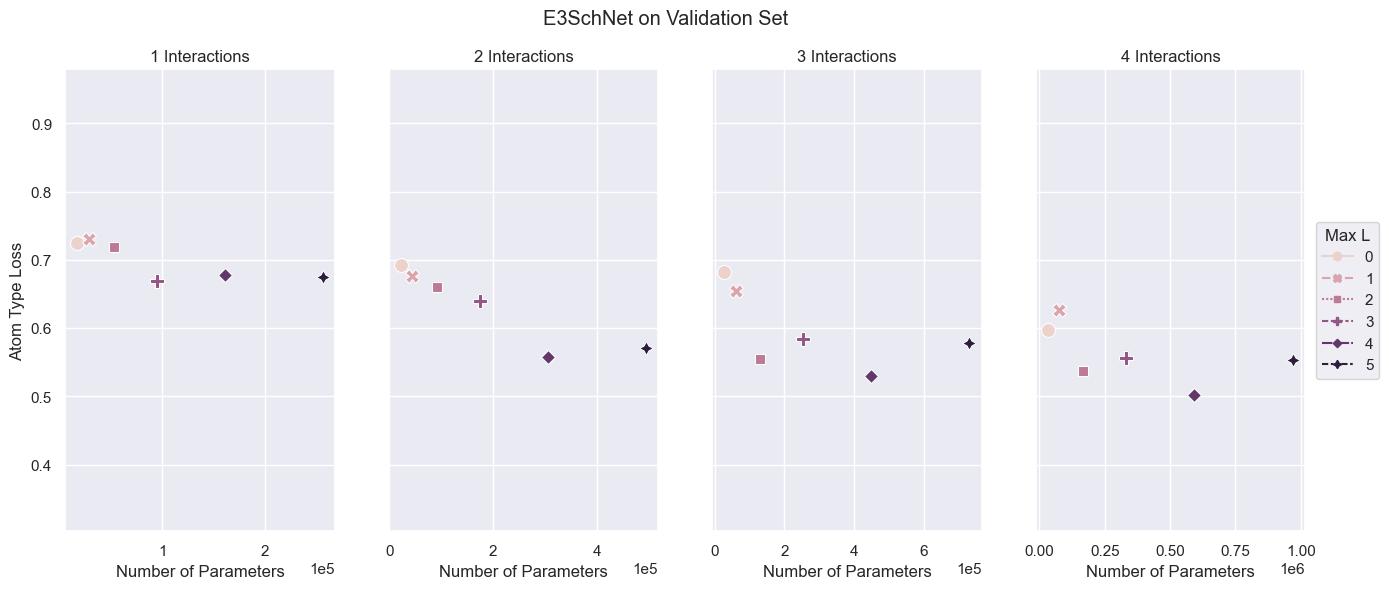 E3SchNet on Validation Set
1 Interactions
2 Interactions
3 Interactions
4 Interactions
Atom Type Loss
0.9
0.8
0.7
0.6
0.5
0.4
1
2
1e5
Number of Parameters
0
2
4
1e5
Number of Parameters
0
2
4
6
1e5
Number of Parameters
0.00
0.25
0.50
0.75
1.00
1e6
Number of Parameters
Max L
0
1
2
3
4
5